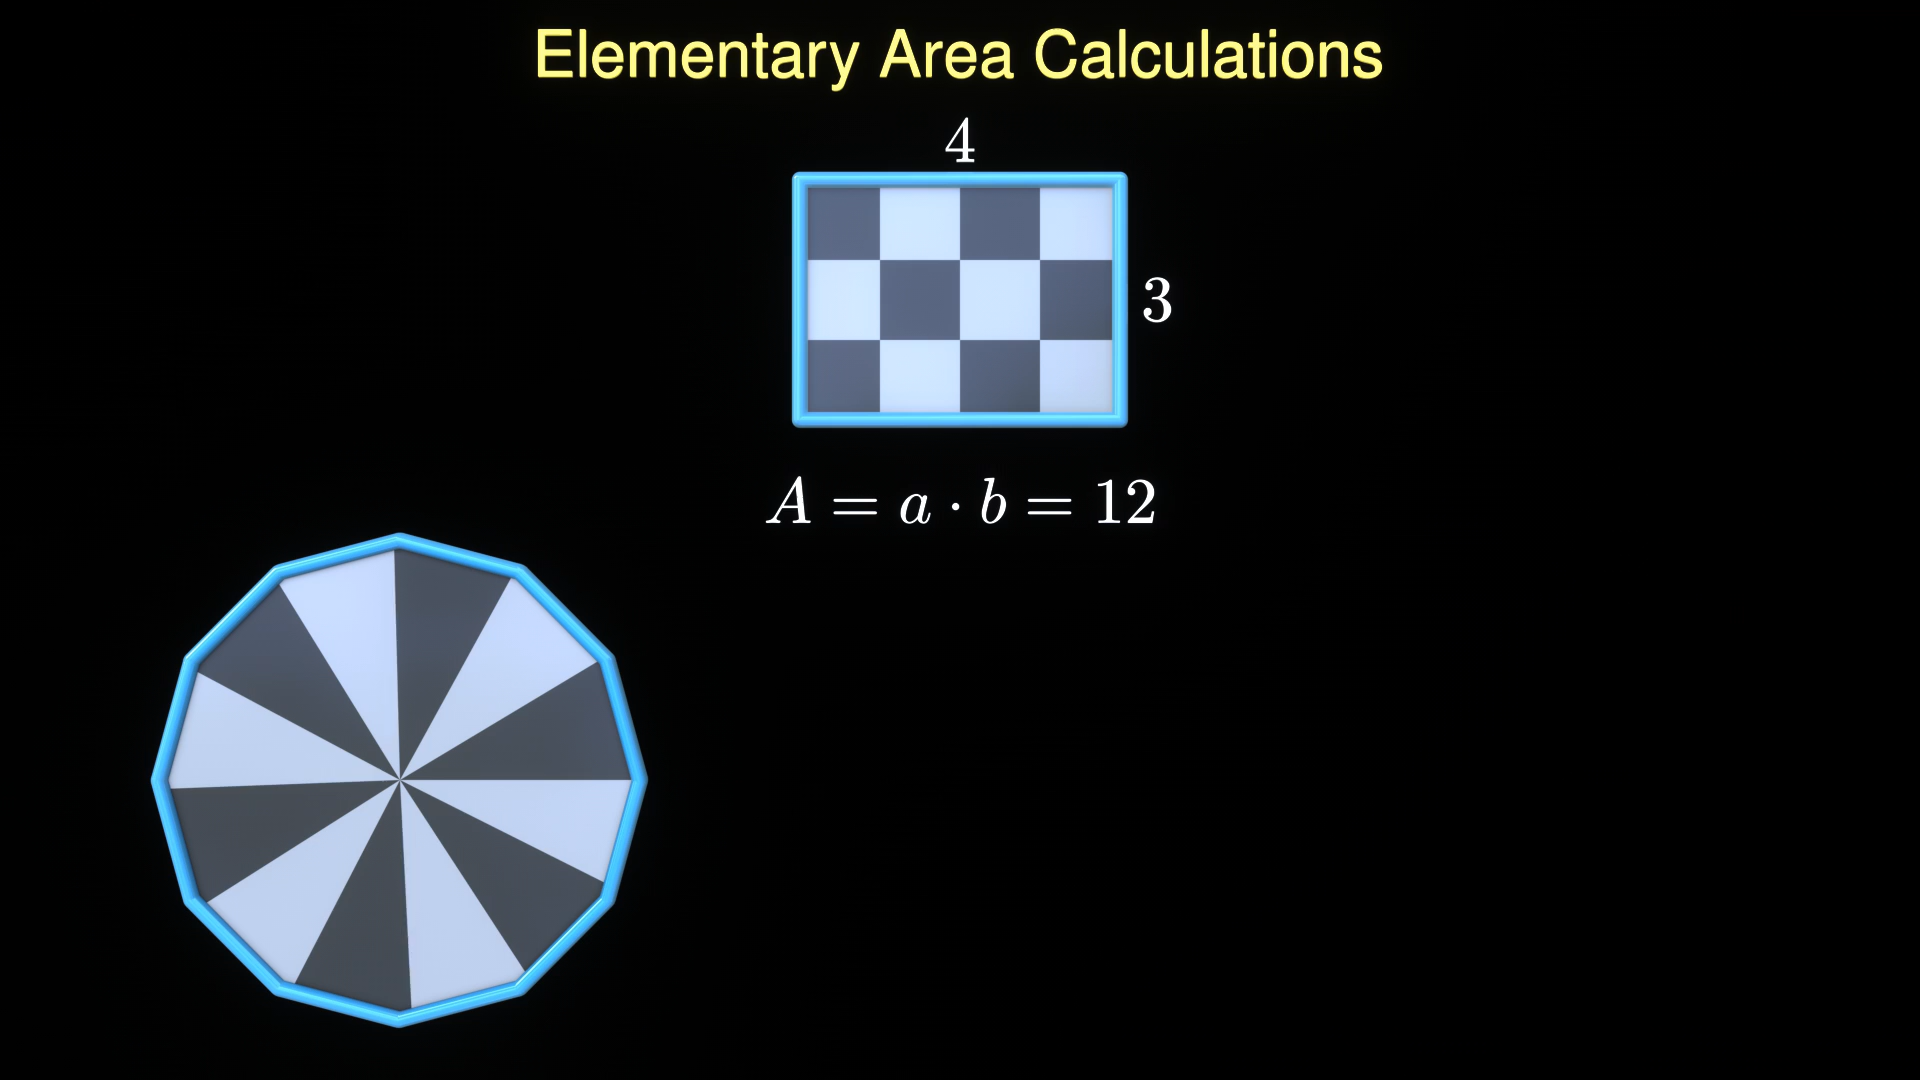 Elementary Area Calculations
4
3
A = a · b = 12